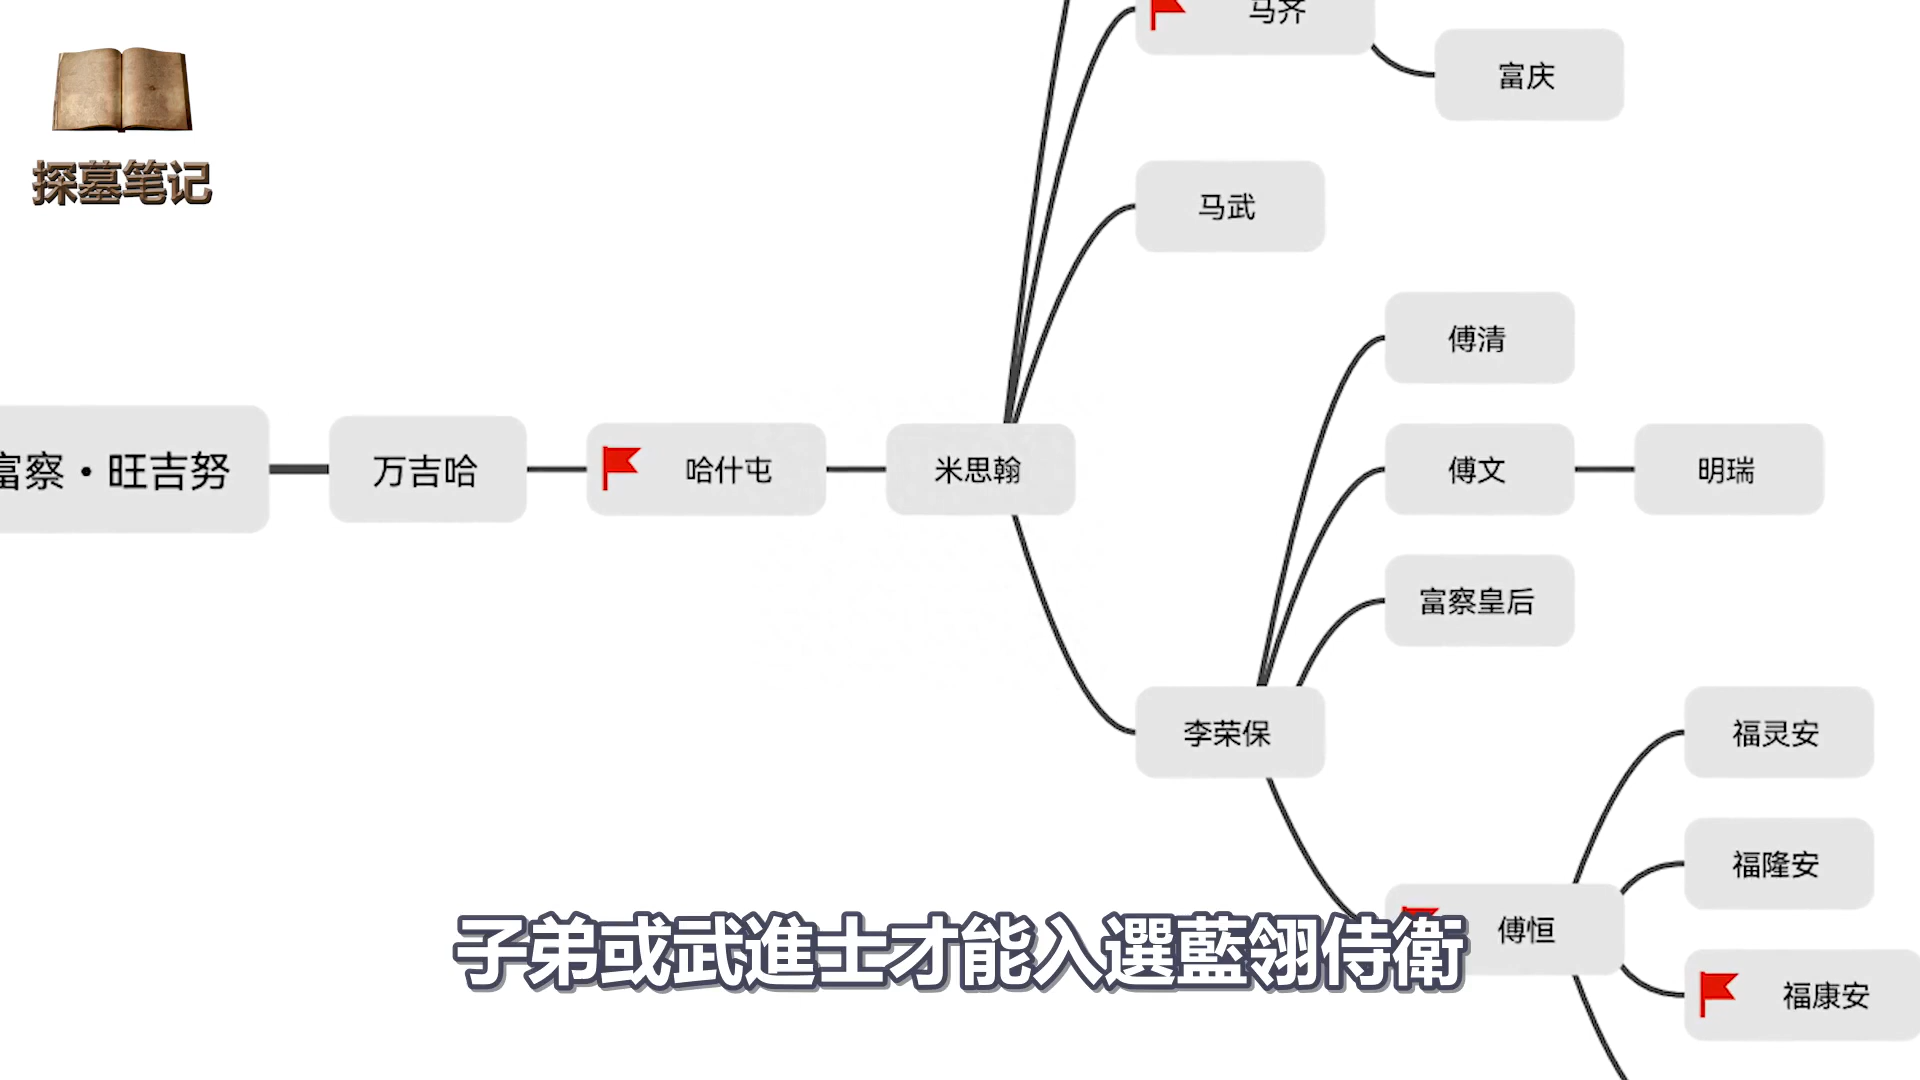 马齐
富庆
探墓笔记
马武
傅清
富察·旺吉努
万吉哈
哈什屯
米思翰
傅文
明瑞
富察皇后
李荣保
福灵安
福隆安
傅恒
子弟或武進士才能入選藍翎侍衛
福康安